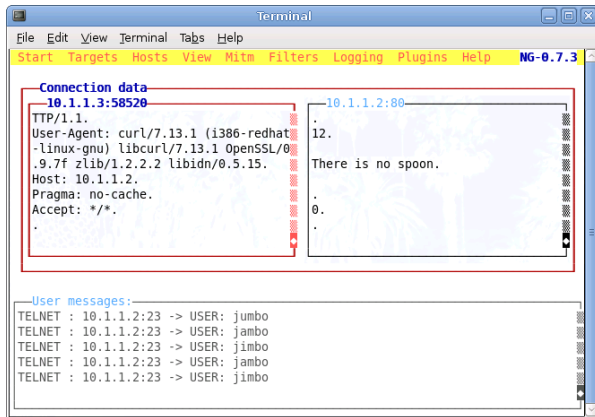 Terminal
File Edit View Terminal Tabs Help
Start Targets Hosts View Mitm Filters Logging Plugins Help NG-0.7.3
Connection data
10.1.1.3:58520
TTP/1.1.
User-Agent: curl/7.13.1 (i386-redhat
-linux-gnu) libcurl/7.13.1 OpenSSL/0
.9.7f zlib/1.2.2.2 libidn/0.5.15.
Host: 10.1.1.2.
Pragma: no-cache.
Accept: */*.
.
10.1.1.2:80
.
12.
There is no spoon.
.
0.
.
User messages:
TELNET : 10.1.1.2:23 -> USER: jumbo
TELNET : 10.1.1.2:23 -> USER: jambo
TELNET : 10.1.1.2:23 -> USER: jimbo
TELNET : 10.1.1.2:23 -> USER: jambo
TELNET : 10.1.1.2:23 -> USER: jimbo